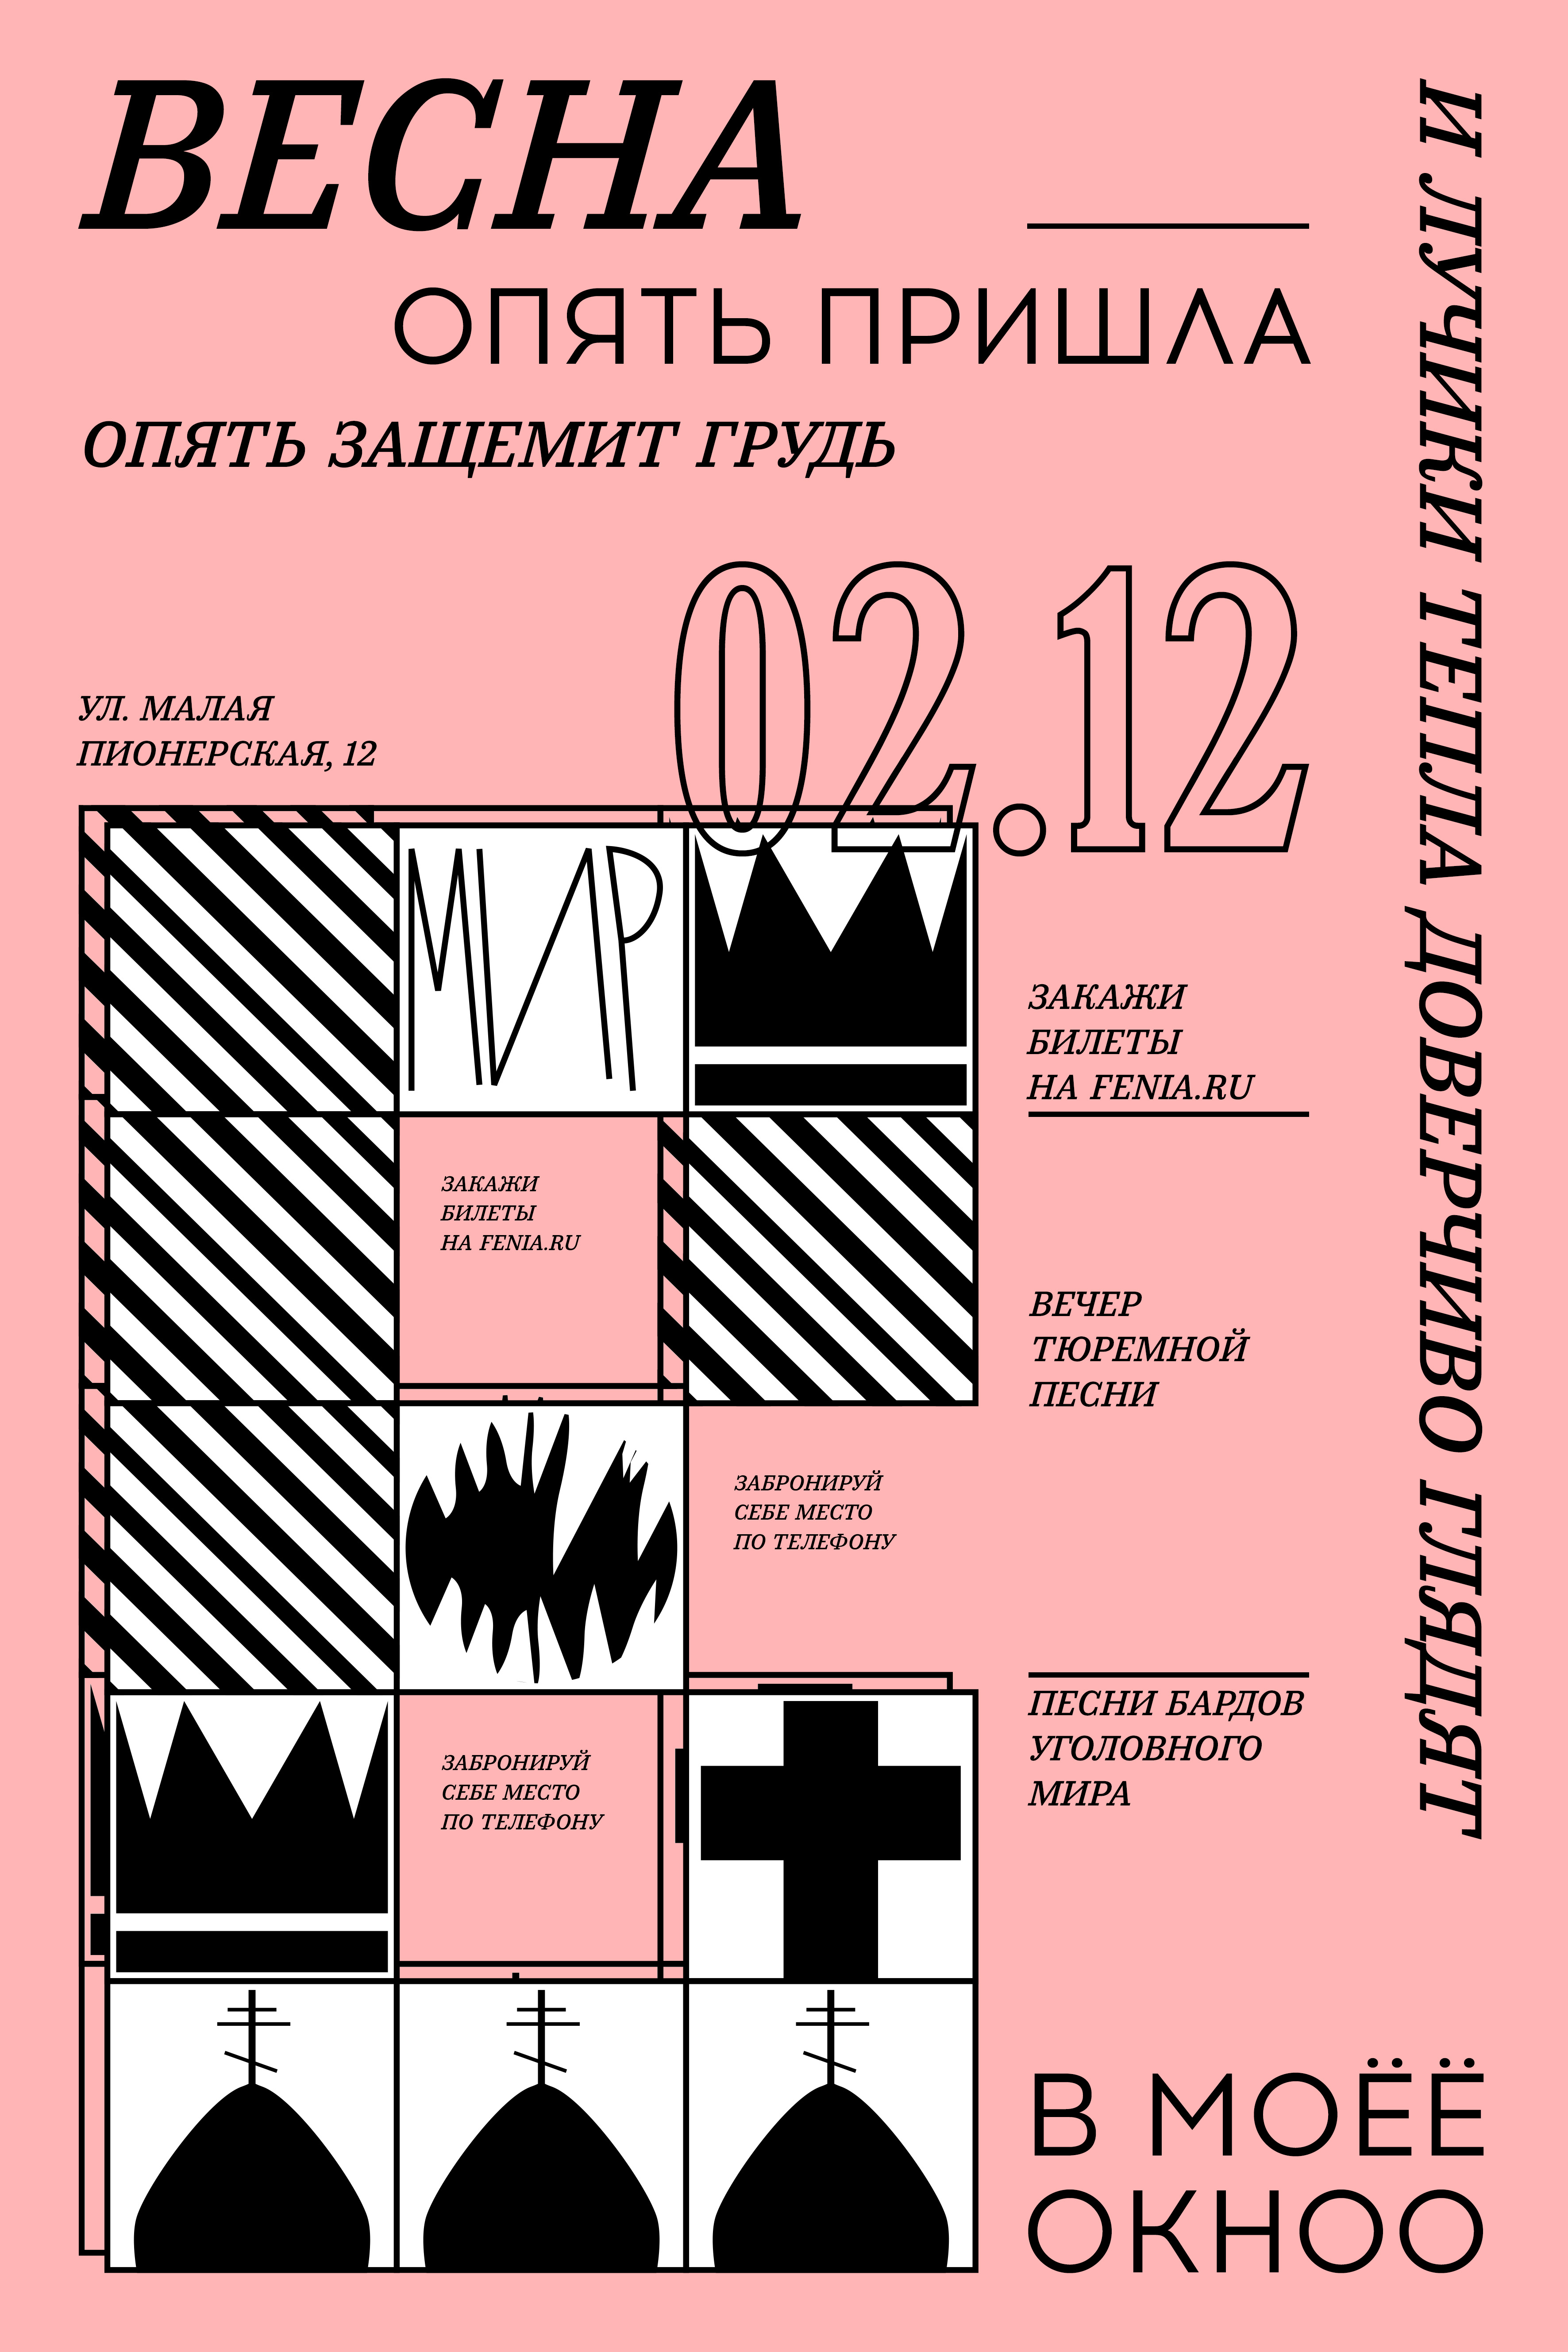 ВЕСНА
ОПЯТЬ ПРИШЛА
ОПЯТЬ ЗАЩЕМИТ ГРУДЬ
И ЛУЧИКИ ТЕПЛА ДОВЕРЧИВО ГЛЯДЯТ
02.12
УЛ. МАЛАЯ
ПИОНЕРСКАЯ, 12
МИР
ЗАКАЖИ
БИЛЕТЫ
НА FENIA.RU
ЗАКАЖИ
БИЛЕТЫ
НА FENIA.RU
ВЕЧЕР
ТЮРЕМНОЙ
ПЕСНИ
ЗАБРОНИРУЙ
СЕБЕ МЕСТО
ПО ТЕЛЕФОНУ
ПЕСНИ БАРДОВ
УГОЛОВНОГО
МИРА
ЗАБРОНИРУЙ
СЕБЕ МЕСТО
ПО ТЕЛЕФОНУ
В МОЁЁ
ОКНОО